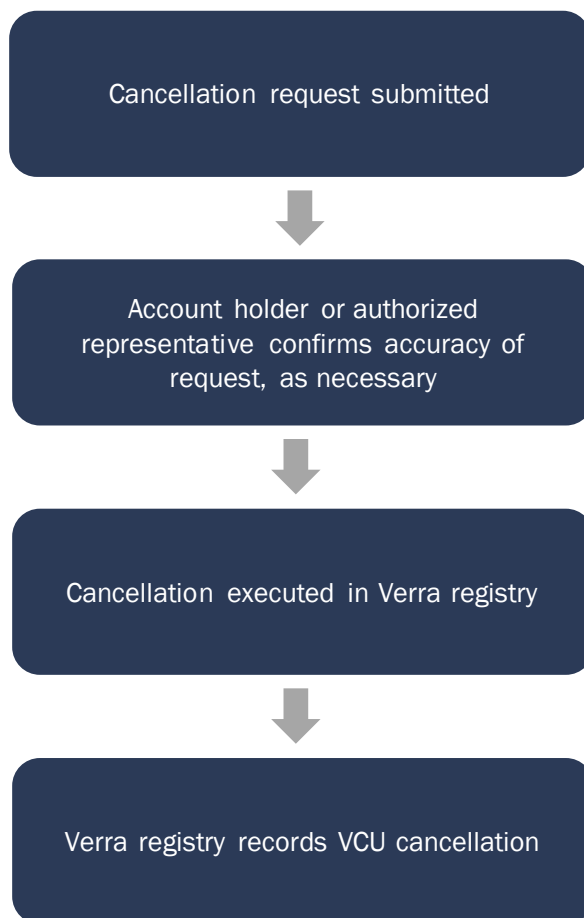 Cancellation request submitted
Account holder or authorized
representative confirms accuracy of
request, as necessary
Cancellation executed in Verra registry
Verra registry records VCU cancellation